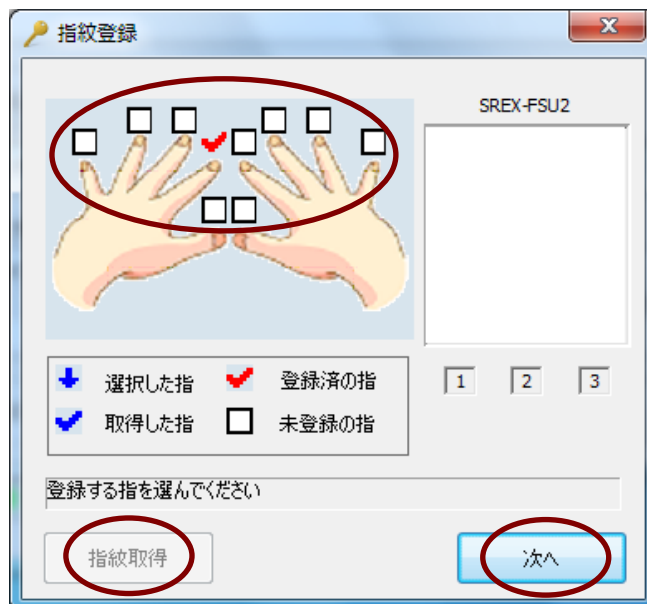 指紋登録
SREX-FSU2
選択した指
登録済の指
1 2 3
取得した指
未登録の指
登録する指を選んでください
指紋取得
次へ